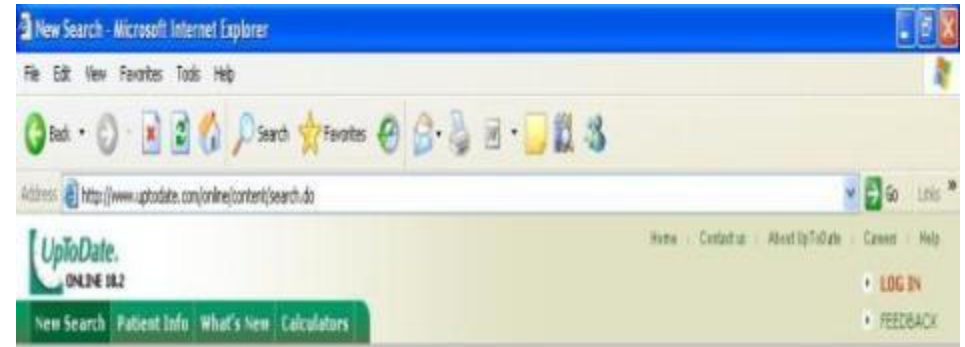 New Search - Microsoft Internet Explorer
File Edit View Favorites Tools Help
Back Search Favorites
Address http://www.uptodate.com/online/content/search.do Go Links »
UpToDate. Home Contact us About UpToDate Careers Help
ONLINE 18.2 LOG IN
New Search Patient Info What's New Calculators FEEDBACK